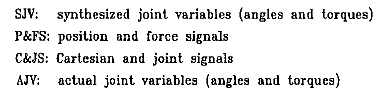 SJV: synthesized joint variables (angles and torques)
P&FS: position and force signals
C&JS: Cartesian and joint signals
AJV: actual joint variables (angles and torques)